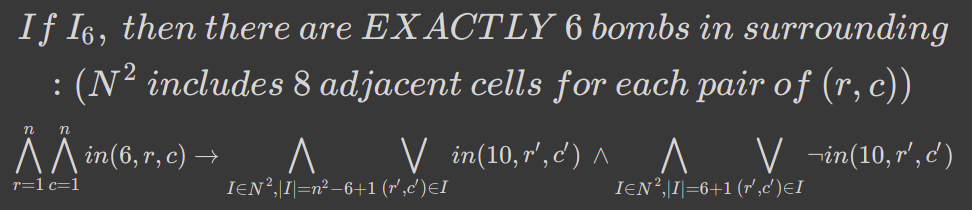 If I₆, then there are EXACTLY 6 bombs in surrounding
: (N² includes 8 adjacent cells for each pair of (r, c))
⋀_{r=1}^{n} ⋀_{c=1}^{n} in(6, r, c) → ⋀_{I∈N²,|I|=n²−6+1} ⋁_{(r′,c′)∈I} in(10, r′, c′) ∧ ⋀_{I∈N²,|I|=6+1} ⋁_{(r′,c′)∈I} ¬in(10, r′, c′)